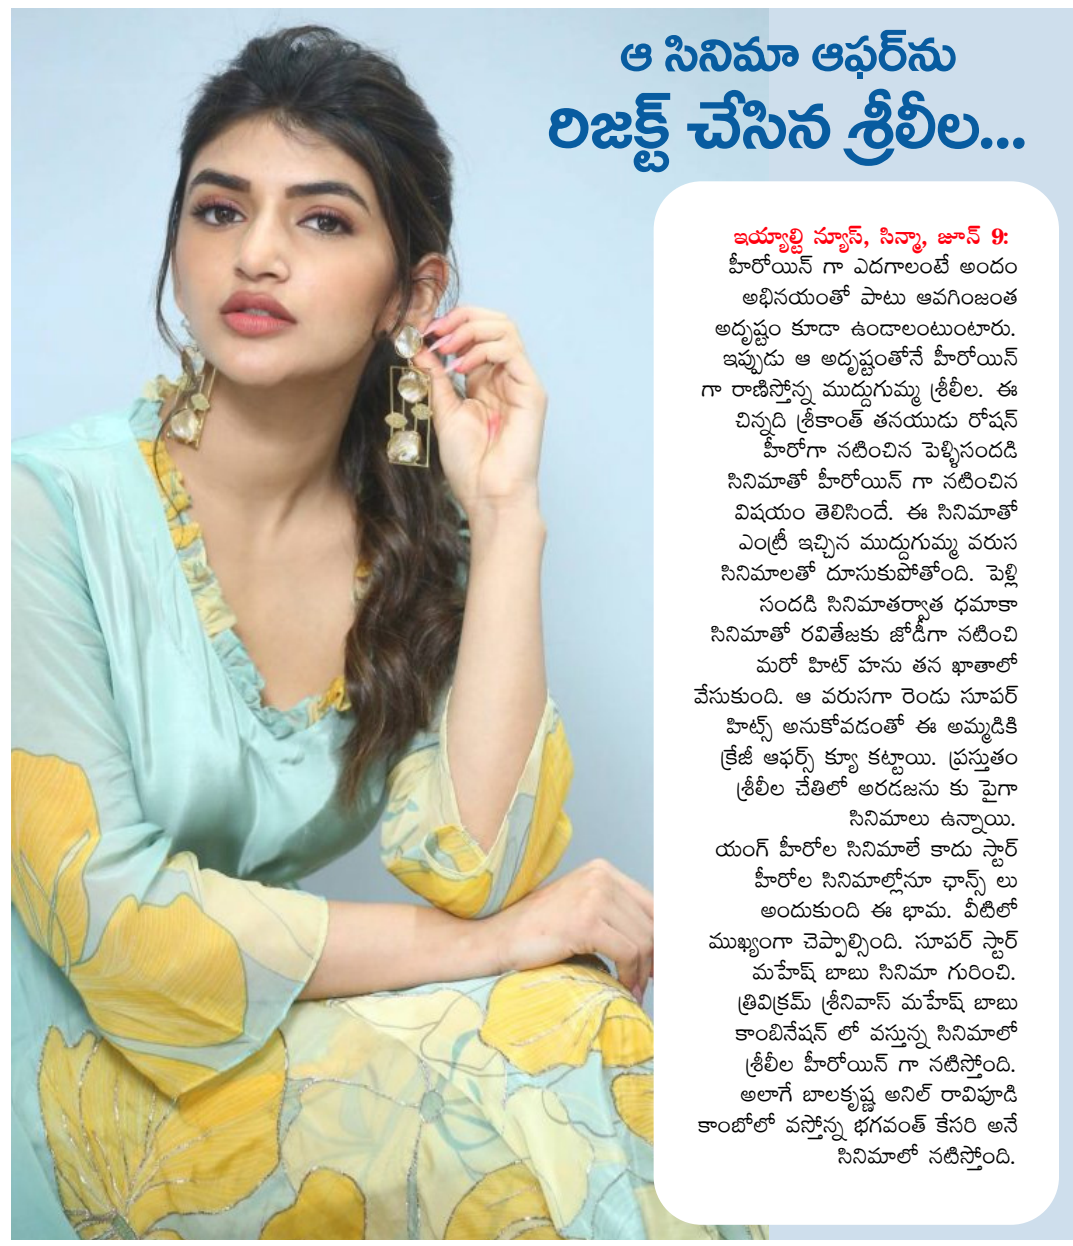 ఆ సినిమా ఆఫర్‌ను
రిజక్ట్ చేసిన శ్రీలీల...
ఇయ్యాల్టి న్యూస్, సిన్మా, జూన్ 9:
హీరోయిన్ గా ఎదగాలంటే అందం
అభినయంతో పాటు ఆవగింజంత
అదృష్టం కూడా ఉండాలంటుంటారు.
ఇప్పుడు ఆ అదృష్టంతోనే హీరోయిన్
గా రాణిస్తోన్న ముద్దుగుమ్మ శ్రీలీల. ఈ
చిన్నది శ్రీకాంత్ తనయుడు రోషన్
హీరోగా నటించిన పెళ్ళిసందడి
సినిమాతో హీరోయిన్ గా నటించిన
విషయం తెలిసిందే. ఈ సినిమాతో
ఎంట్రీ ఇచ్చిన ముద్దుగుమ్మ వరుస
సినిమాలతో దూసుకుపోతోంది. పెళ్లి
సందడి సినిమాతర్వాత ధమాకా
సినిమాతో రవితేజకు జోడీగా నటించి
మరో హిట్ హను తన ఖాతాలో
వేసుకుంది. ఆ వరుసగా రెండు సూపర్
హిట్స్ అనుకోవడంతో ఈ అమ్మడికి
క్రేజీ ఆఫర్స్ క్యూ కట్టాయి. ప్రస్తుతం
శ్రీలీల చేతిలో అరడజను కు పైగా
సినిమాలు ఉన్నాయి.
యంగ్ హీరోల సినిమాలే కాదు స్టార్
హీరోల సినిమాల్లోనూ ఛాన్స్ లు
అందుకుంది ఈ భామ. వీటిలో
ముఖ్యంగా చెప్పాల్సింది. సూపర్ స్టార్
మహేష్ బాబు సినిమా గురించి.
త్రివిక్రమ్ శ్రీనివాస్ మహేష్ బాబు
కాంబినేషన్ లో వస్తున్న సినిమాలో
శ్రీలీల హీరోయిన్ గా నటిస్తోంది.
అలాగే బాలకృష్ణ అనిల్ రావిపూడి
కాంబోలో వస్తోన్న భగవంత్ కేసరి అనే
సినిమాలో నటిస్తోంది.